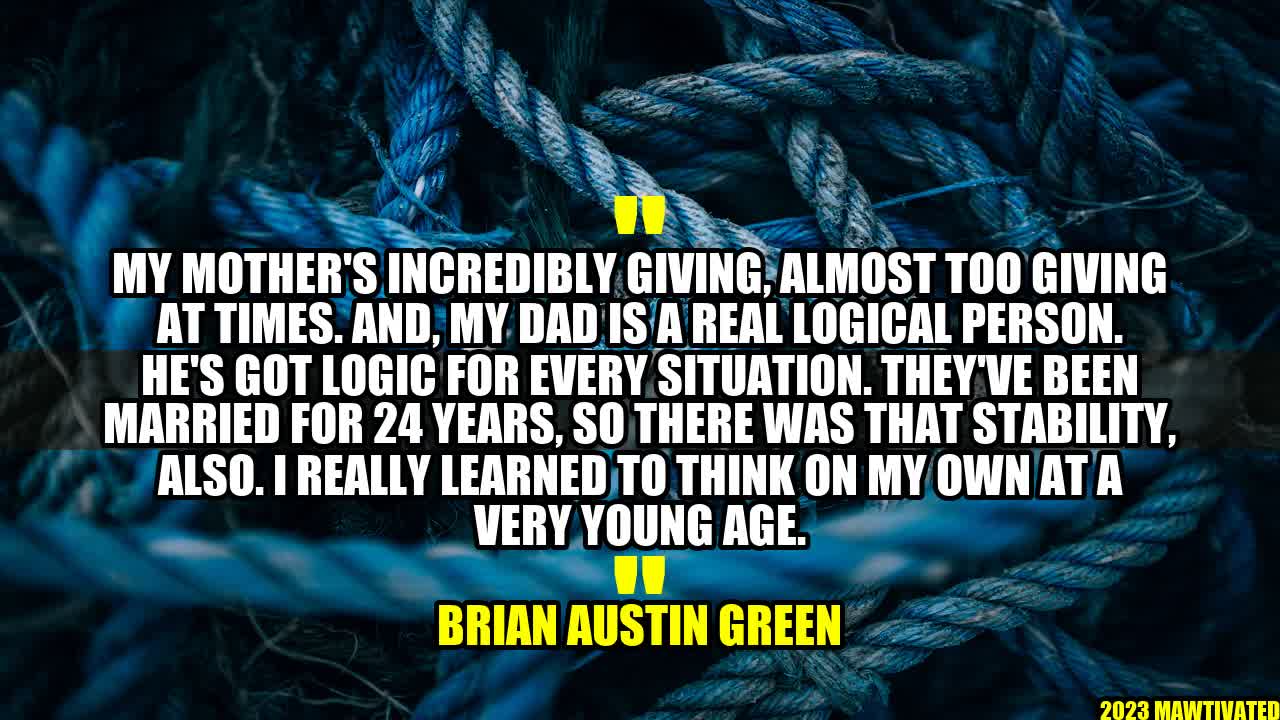 "
MY MOTHER'S INCREDIBLY GIVING, ALMOST TOO GIVING
AT TIMES. AND, MY DAD IS A REAL LOGICAL PERSON.
HE'S GOT LOGIC FOR EVERY SITUATION. THEY'VE BEEN
MARRIED FOR 24 YEARS, SO THERE WAS THAT STABILITY,
ALSO. I REALLY LEARNED TO THINK ON MY OWN AT A
VERY YOUNG AGE.
"
BRIAN AUSTIN GREEN
2023 MAWTIVATED